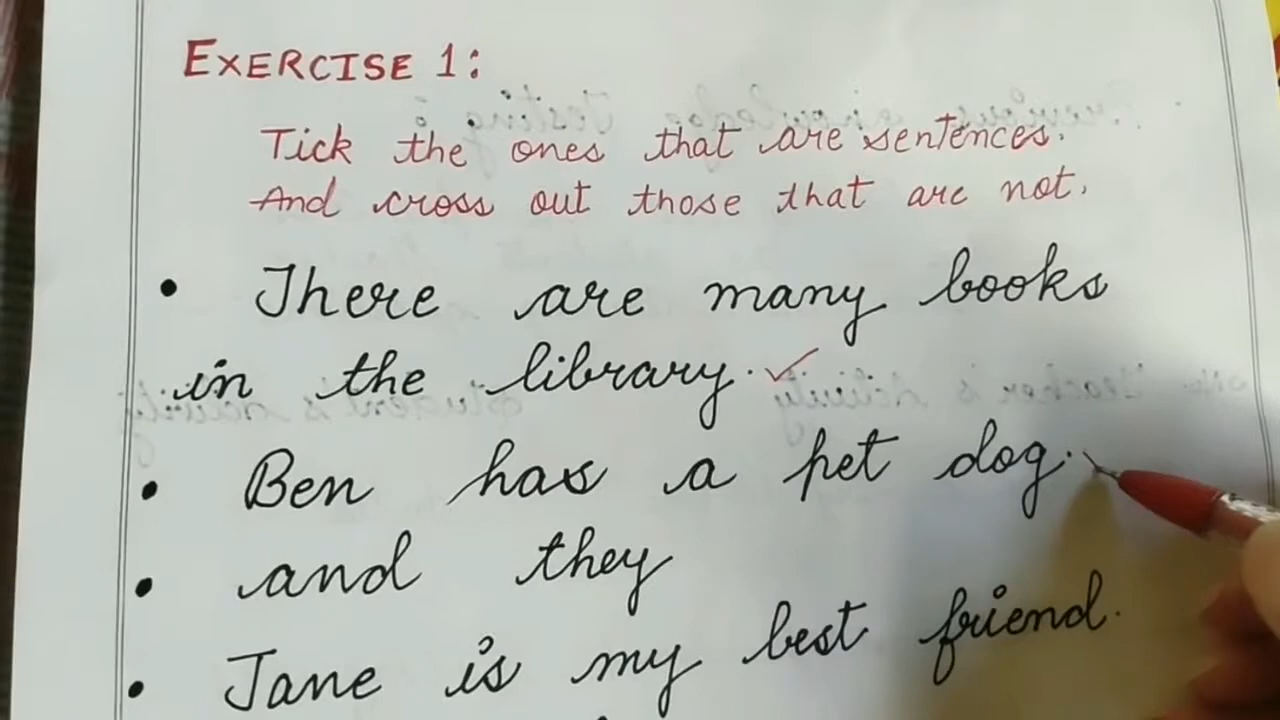 EXERCISE 1:
Tick the ones that are sentences.
And cross out those that are not.
• There are many books
in the library. ✓
• Ben has a pet dog.
• and they
• Jane is my best friend.